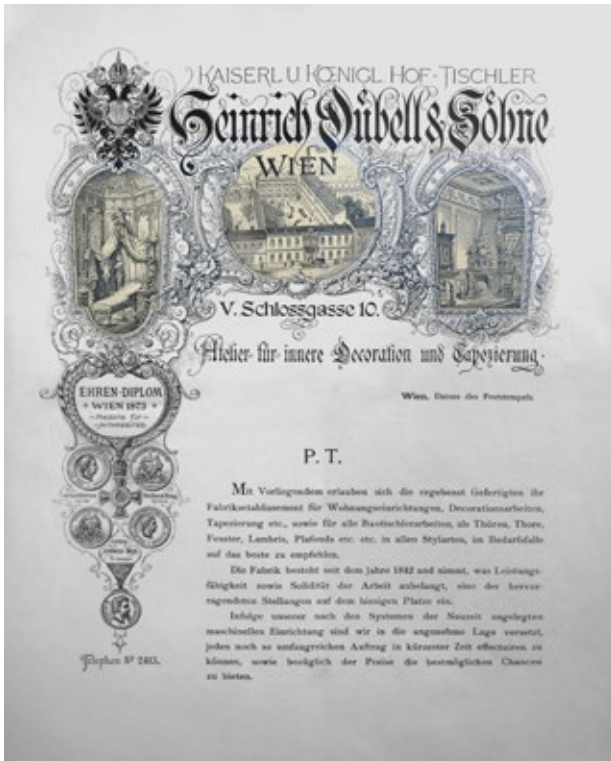 KAISERL. U. KŒNIGL. HOF-TISCHLER
Heinrich Dübell & Söhne
WIEN
V. Schlossgasse 10.
Atelier für innere Decoration und Tapezierung.
EHREN-DIPLOM
WIEN 1873
Wien, Datum des Poststempels.
P. T.
Mit Vorliegendem erlauben sich die ergebenst Gefertigten ihr
Fabriketablissement für Wohnungseinrichtungen, Decorationsarbeiten,
Tapezierung etc., sowie für alle Bautischlerarbeiten, als Thüren, Thore,
Fenster, Lambris, Plafonds etc. etc. in allen Stylarten, im Bedarfsfalle
auf das beste zu empfehlen.
Die Fabrik besteht seit dem Jahre 1842 und nimmt, was Leistungs-
fähigkeit sowie Solidität der Arbeit anbelangt, eine der hervor-
ragendsten Stellungen auf dem hiesigen Platze ein.
Infolge unserer nach den Systemen der Neuzeit angelegten
maschinellen Einrichtung sind wir in die angenehme Lage versetzt,
jeden noch so umfangreichen Auftrag in kürzester Zeit effectuiren zu
können, sowie bezüglich der Preise die bestmöglichen Chancen
zu bieten.
Telephon Nº 2413.